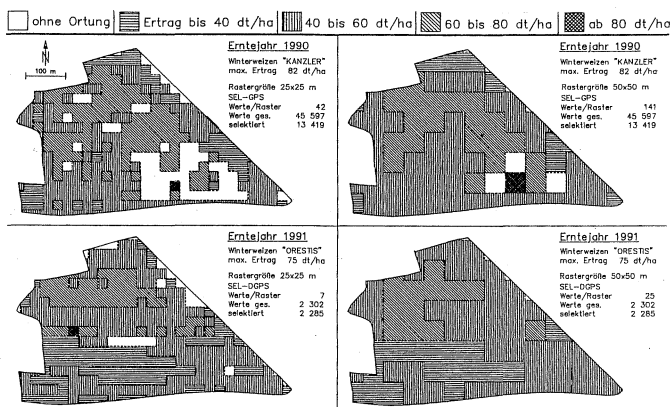 ohne Ortung Ertrag bis 40 dt/ha 40 bis 60 dt/ha 60 bis 80 dt/ha ab 80 dt/ha
N
100 m
Erntejahr 1990
Winterweizen "KANZLER"
max. Ertrag 82 dt/ha
Rastergröße 25x25 m
SEL-GPS
Werte/Raster 42
Werte ges. 45 597
selektiert 13 419
Erntejahr 1990
Winterweizen "KANZLER"
max. Ertrag 82 dt/ha
Rastergröße 50x50 m
SEL-GPS
Werte/Raster 141
Werte ges. 45 597
selektiert 13 419
Erntejahr 1991
Winterweizen "ORESTIS"
max. Ertrag 75 dt/ha
Rastergröße 25x25 m
SEL-DGPS
Werte/Raster 7
Werte ges. 2 302
selektiert 2 285
Erntejahr 1991
Winterweizen "ORESTIS"
max. Ertrag 75 dt/ha
Rastergröße 50x50 m
SEL-DGPS
Werte/Raster 25
Werte ges. 2 302
selektiert 2 285